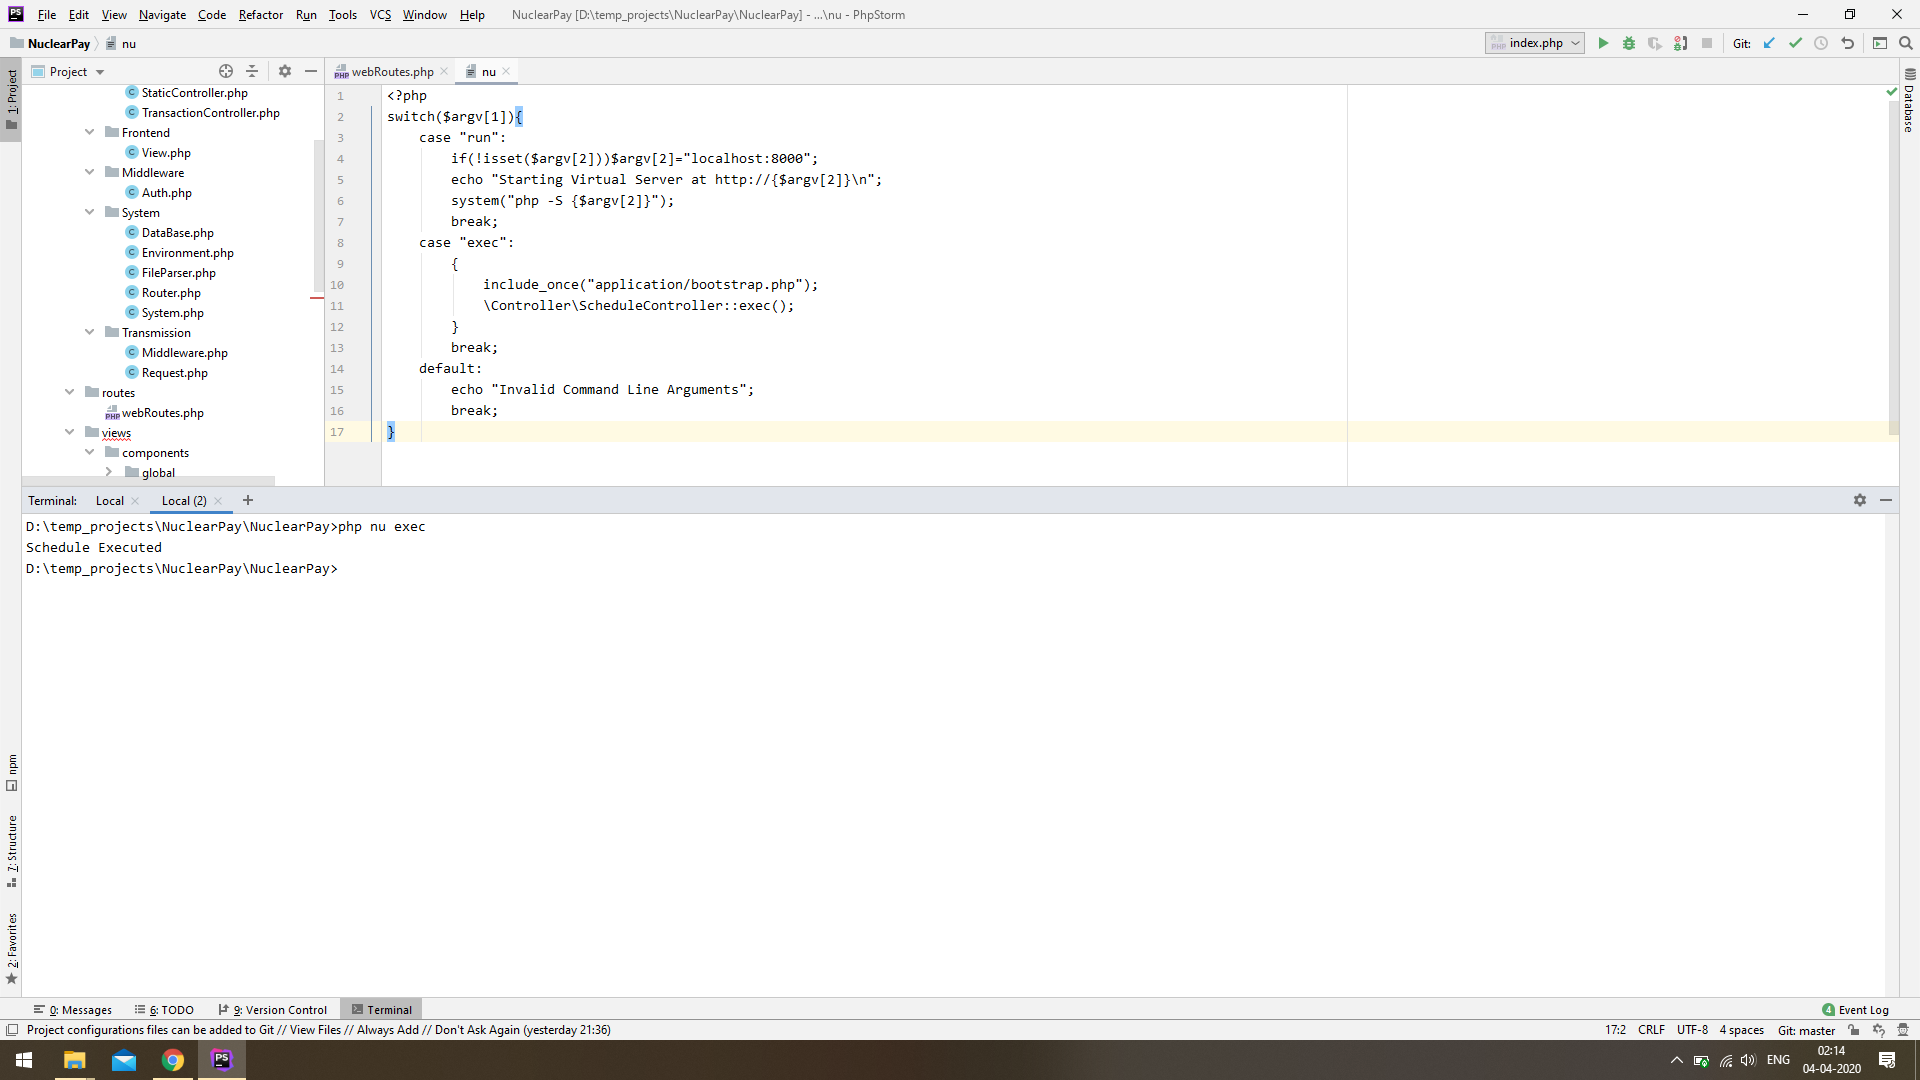 File Edit View Navigate Code Refactor Run Tools VCS Window Help NuclearPay [D:\temp_projects\NuclearPay\NuclearPay] - ...\nu - PhpStorm
NuclearPay nu
index.php Git:
1: Project
Project
webRoutes.php nu
Database
StaticController.php
TransactionController.php
Frontend
View.php
Middleware
Auth.php
System
DataBase.php
Environment.php
FileParser.php
Router.php
System.php
Transmission
Middleware.php
Request.php
routes
webRoutes.php
views
components
global
1 <?php
2 switch($argv[1]){
3 case "run":
4 if(!isset($argv[2]))$argv[2]="localhost:8000";
5 echo "Starting Virtual Server at http://{$argv[2]}\n";
6 system("php -S {$argv[2]}");
7 break;
8 case "exec":
9 {
10 include_once("application/bootstrap.php");
11 \Controller\ScheduleController::exec();
12 }
13 break;
14 default:
15 echo "Invalid Command Line Arguments";
16 break;
17 }
Terminal: Local Local (2)
D:\temp_projects\NuclearPay\NuclearPay>php nu exec
Schedule Executed
D:\temp_projects\NuclearPay\NuclearPay>
npm
7: Structure
2: Favorites
0: Messages 6: TODO 9: Version Control Terminal 4 Event Log
Project configurations files can be added to Git // View Files // Always Add // Don't Ask Again (yesterday 21:36) 17:2 CRLF UTF-8 4 spaces Git: master
ENG
02:14
04-04-2020